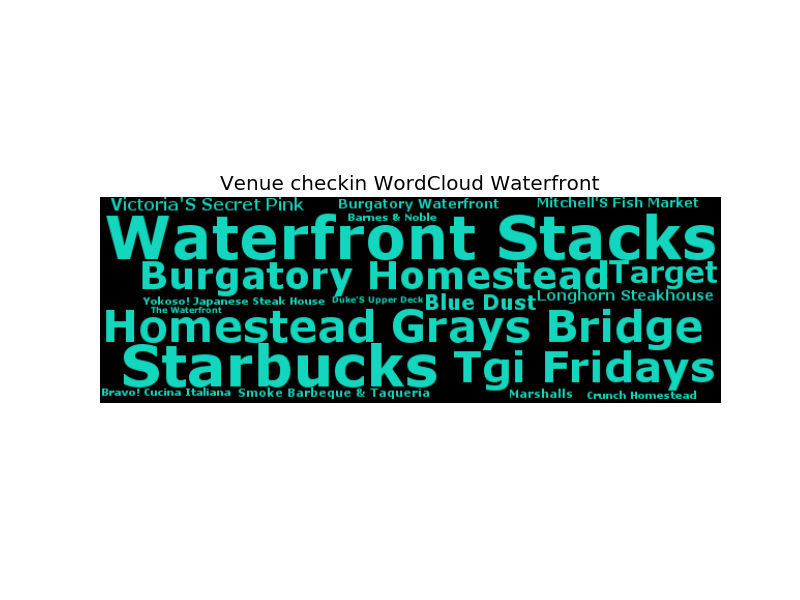 Venue checkin WordCloud Waterfront
Victoria'S Secret Pink
Burgatory Waterfront
Mitchell'S Fish Market
Barnes & Noble
Waterfront Stacks
Burgatory Homestead
Target
Yokoso! Japanese Steak House
Duke'S Upper Deck
Blue Dust
Longhorn Steakhouse
The Waterfront
Homestead Grays Bridge
Starbucks
Tgi Fridays
Bravo! Cucina Italiana
Smoke Barbeque & Taqueria
Marshalls
Crunch Homestead